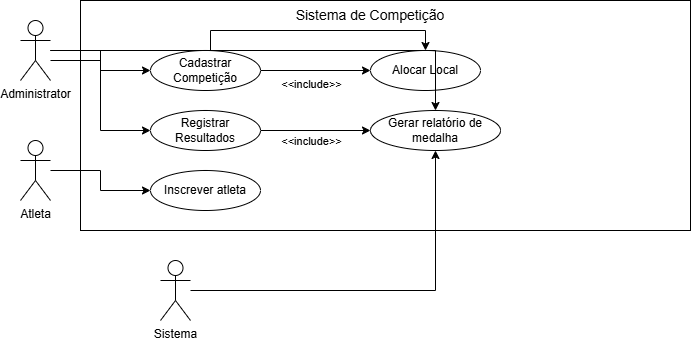 Sistema de Competição
Cadastrar
Competição
<<include>>
Alocar Local
Administrator
Registrar
Resultados
<<include>>
Gerar relatório de
medalha
Inscrever atleta
Atleta
Sistema